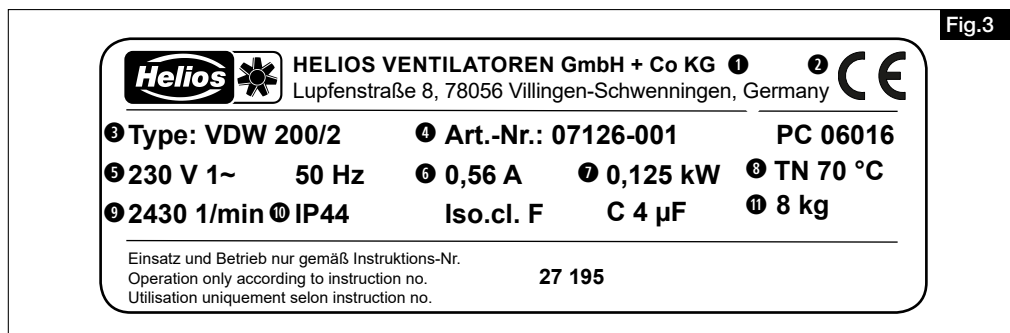 Fig.3
Helios HELIOS VENTILATOREN GmbH + Co KG ❶ ❷ CE
Lupfenstraße 8, 78056 Villingen-Schwenningen, Germany
❸ Type: VDW 200/2 ❹ Art.-Nr.: 07126-001 PC 06016
❺ 230 V 1~ 50 Hz ❻ 0,56 A ❼ 0,125 kW ❽ TN 70 °C
❾ 2430 1/min ❿ IP44 Iso.cl. F C 4 µF ⓫ 8 kg
Einsatz und Betrieb nur gemäß Instruktions-Nr.
Operation only according to instruction no. 27 195
Utilisation uniquement selon instruction no.